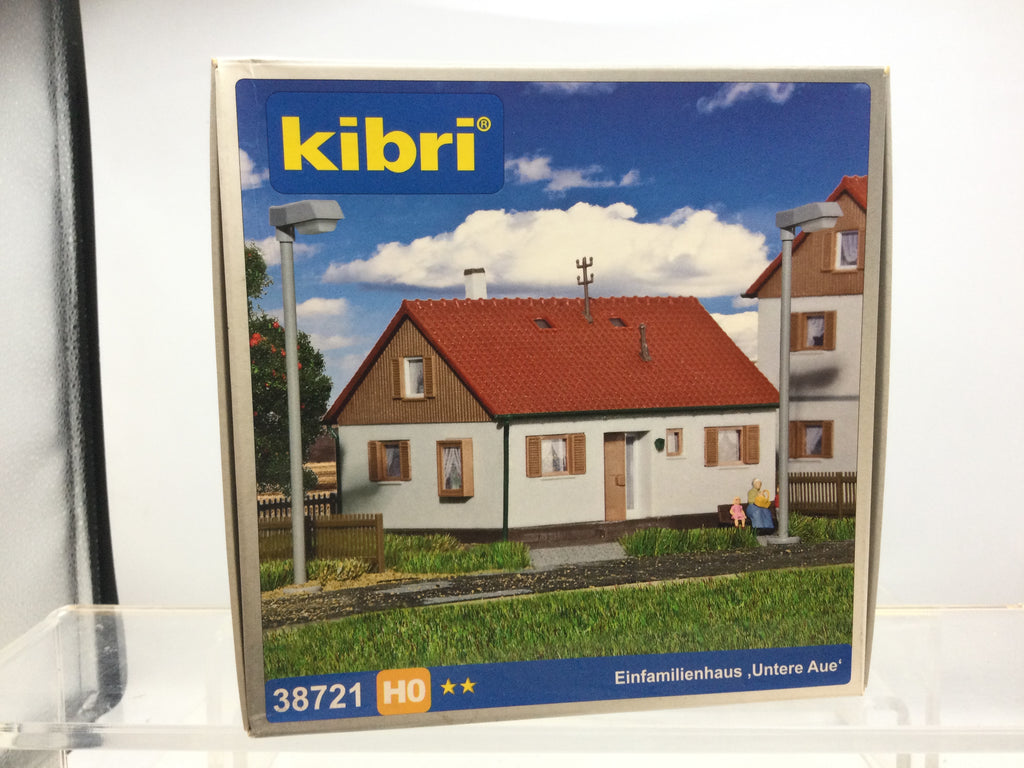 kibri®
38721 H0 Einfamilienhaus ‚Untere Aue‘